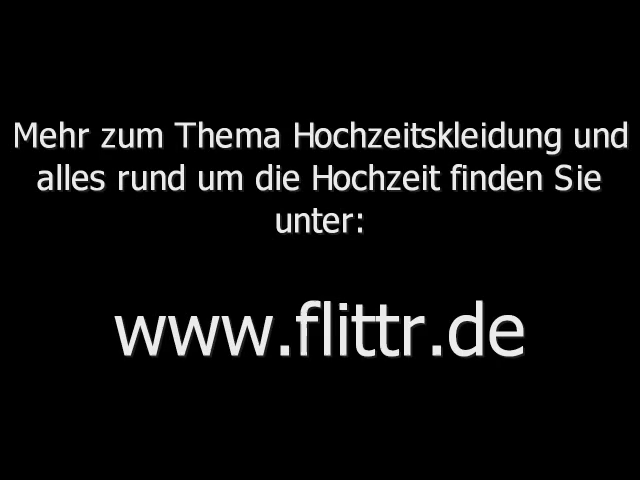 Mehr zum Thema Hochzeitskleidung und
alles rund um die Hochzeit finden Sie
unter:
www.flittr.de